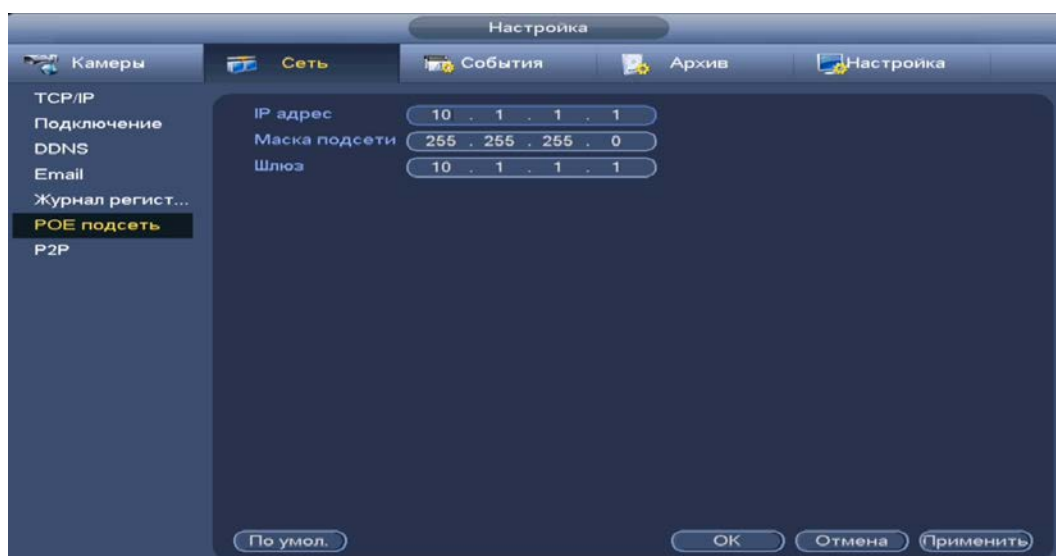 Настройка
Камеры
Сеть
События
Архив
Настройка
TCP/IP
Подключение
DDNS
Email
Журнал регист...
POE подсеть
P2P
IP адрес 10 . 1 . 1 . 1
Маска подсети 255 . 255 . 255 . 0
Шлюз 10 . 1 . 1 . 1
По умол.
OK
Отмена
Применить